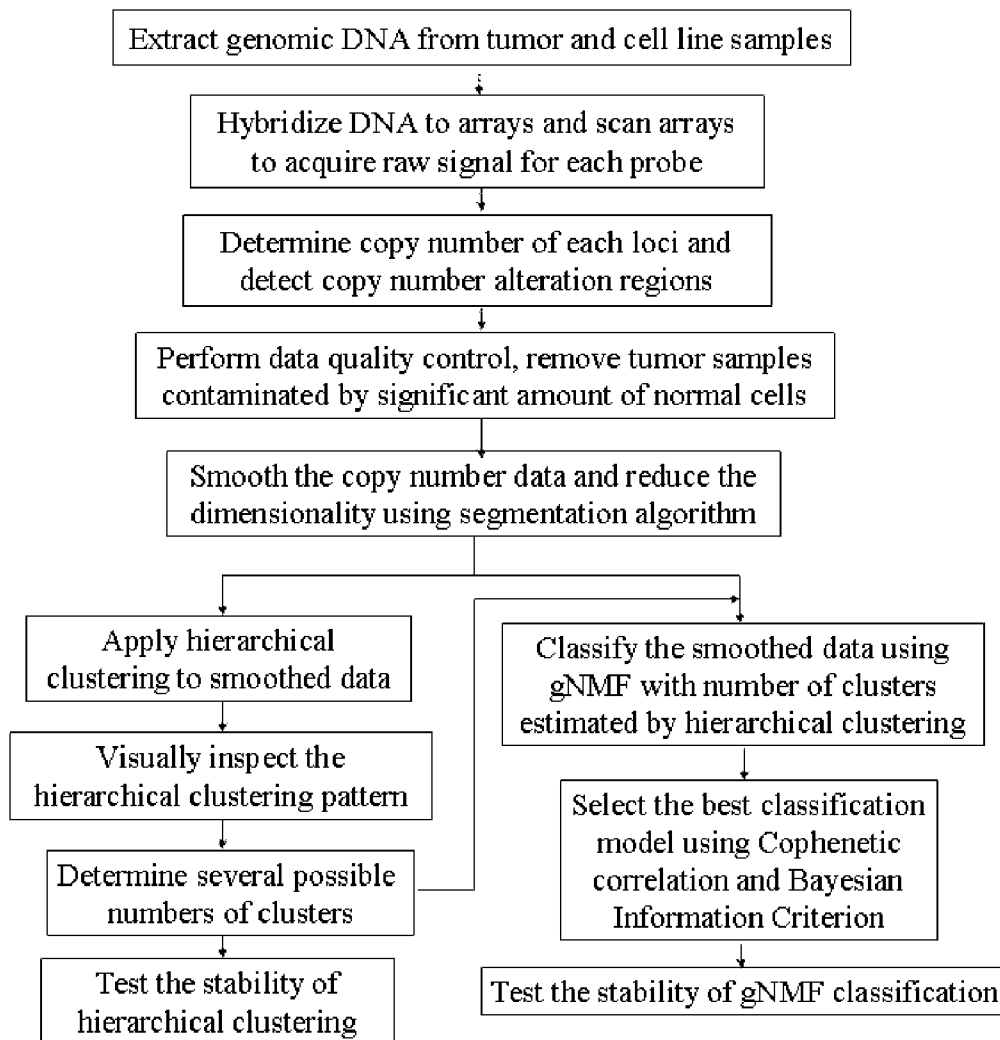 Extract genomic DNA from tumor and cell line samples
Hybridize DNA to arrays and scan arrays
to acquire raw signal for each probe
Determine copy number of each loci and
detect copy number alteration regions
Perform data quality control, remove tumor samples
contaminated by significant amount of normal cells
Smooth the copy number data and reduce the
dimensionality using segmentation algorithm
Apply hierarchical
clustering to smoothed data
Visually inspect the
hierarchical clustering pattern
Determine several possible
numbers of clusters
Test the stability of
hierarchical clustering
Classify the smoothed data using
gNMF with number of clusters
estimated by hierarchical clustering
Select the best classification
model using Cophenetic
correlation and Bayesian
Information Criterion
Test the stability of gNMF classification